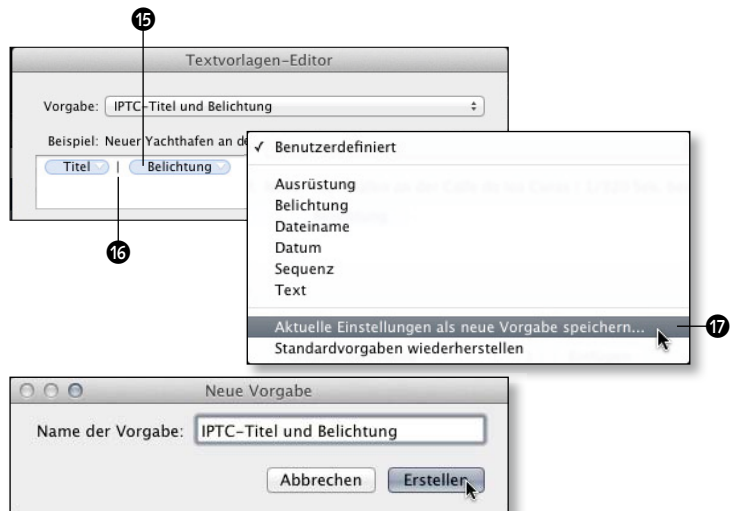 15
Textvorlagen-Editor
Vorgabe: IPTC-Titel und Belichtung
Beispiel: Neuer Yachthafen an de
Titel | Belichtung
16
✓ Benutzerdefiniert
Ausrüstung
Belichtung
Dateiname
Datum
Sequenz
Text
Aktuelle Einstellungen als neue Vorgabe speichern...
17
Standardvorgaben wiederherstellen
Neue Vorgabe
Name der Vorgabe: IPTC-Titel und Belichtung
Abbrechen Erstellen